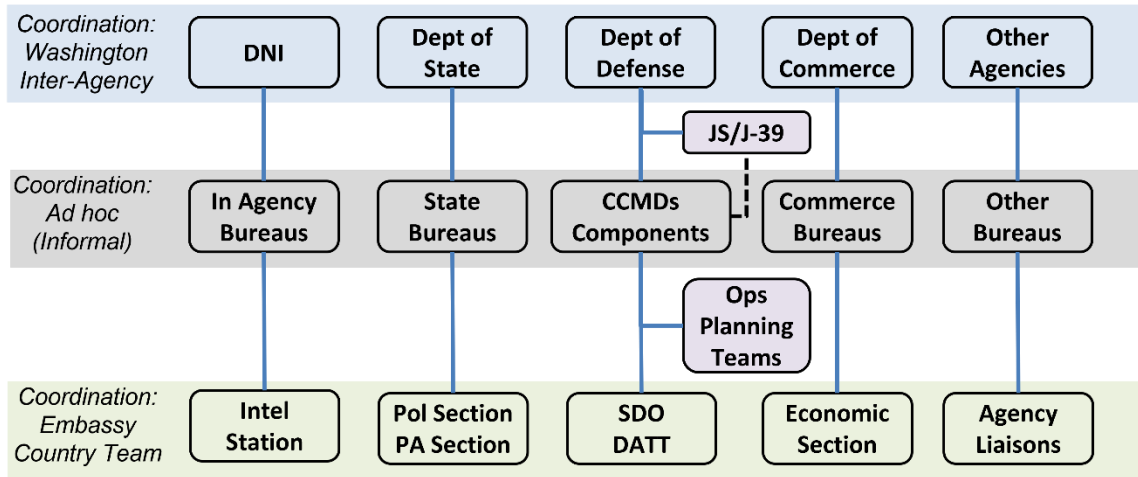 Coordination:
Washington
Inter-Agency
DNI
Dept of
State
Dept of
Defense
Dept of
Commerce
Other
Agencies
JS/J-39
Coordination:
Ad hoc
(Informal)
In Agency
Bureaus
State
Bureaus
CCMDs
Components
Commerce
Bureaus
Other
Bureaus
Ops
Planning
Teams
Coordination:
Embassy
Country Team
Intel
Station
Pol Section
PA Section
SDO
DATT
Economic
Section
Agency
Liaisons